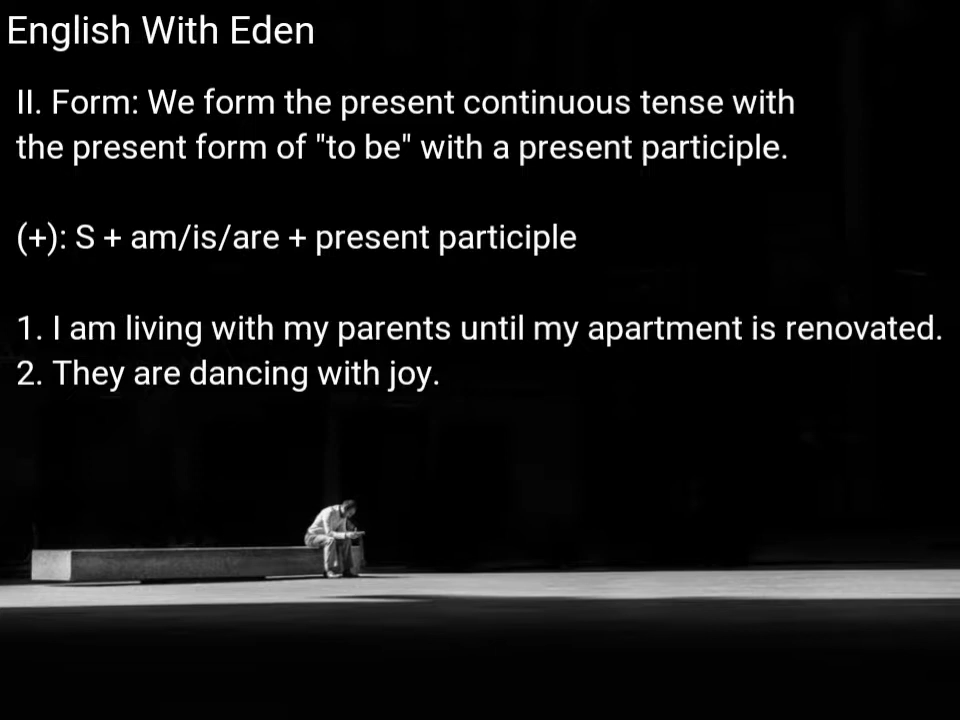 English With Eden
II. Form: We form the present continuous tense with
the present form of "to be" with a present participle.
(+): S + am/is/are + present participle
1. I am living with my parents until my apartment is renovated.
2. They are dancing with joy.